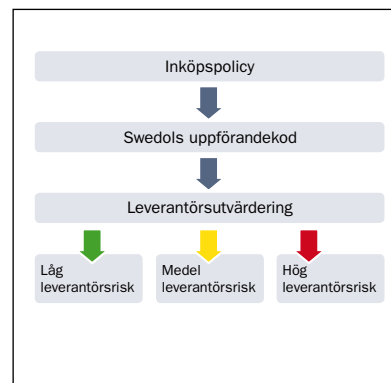 Inköpspolicy
Swedols uppförandekod
Leverantörsutvärdering
Låg
leverantörsrisk
Medel
leverantörsrisk
Hög
leverantörsrisk